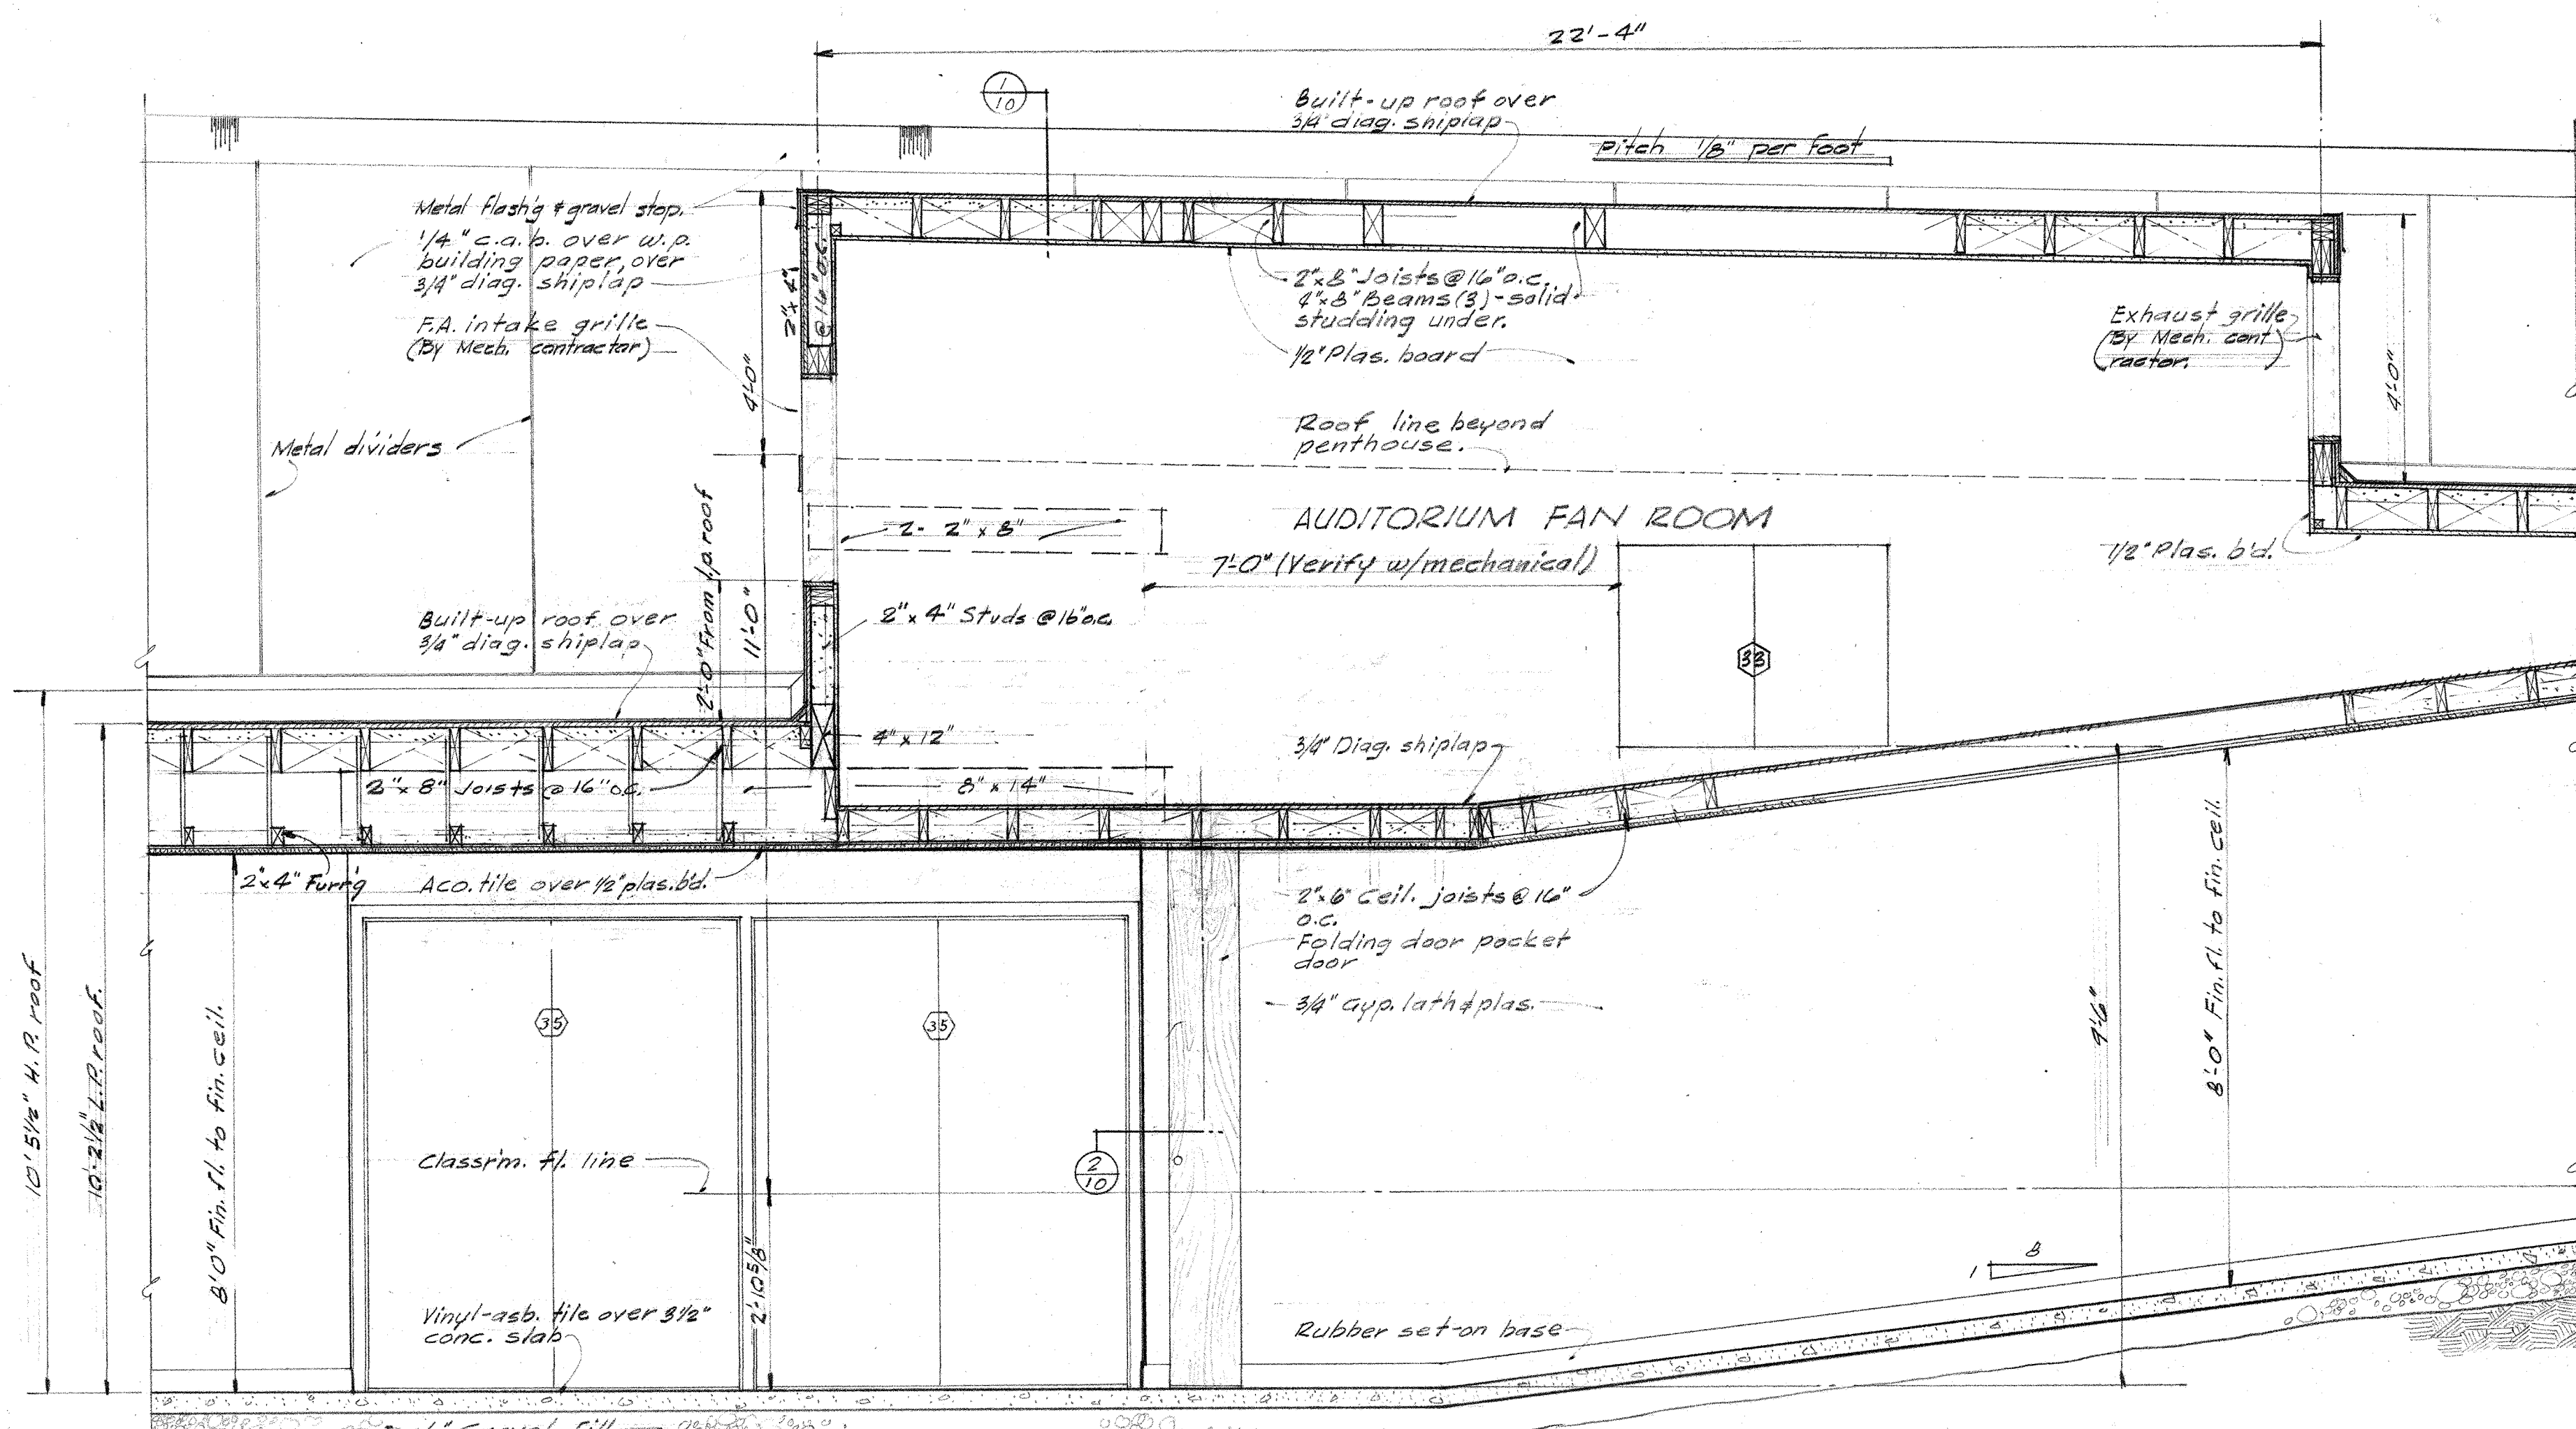 22'-4"
1
10
Built-up roof over
3/4" diag. shiplap
Pitch 1/8" per foot
Metal flash'g & gravel stop.
1/4" c.a.b. over w.p.
building paper, over
3/4" diag. shiplap
2"x4"
@16"o.c.
F.A. intake grille
(By Mech. contractor)
2"x8" Joists @ 16" o.c.
4"x8" Beams (3) - solid
studding under.
1/2" Plas. board
Exhaust grille
(By Mech. cont
ractor.
4'-0"
4'-0"
Metal dividers
Roof line beyond
penthouse.
AUDITORIUM FAN ROOM
2- 2" x 8"
7'-0" (Verify w/mechanical)
1/2" Plas. b'd.
2'-0" From l.p. roof
11'-0"
Built-up roof over
3/4" diag. shiplap
2" x 4" Studs @ 16" o.c.
33
4" x 12"
3/4" Diag. shiplap
2" x 8" Joists @ 16" o.c.
8" x 14"
2"x4" Furr'g
Aco. tile over 1/2" plas. b'd.
2"x6" Ceil. joists @ 16"
o.c.
Folding door pocket
door
3/4" Gyp. lath & plas.
10' 5 1/2" H.P. roof
10'-2 1/2" L.P. roof.
8'-0" Fin. fl. to fin. ceil.
35
35
9'-6"
8'-0" Fin. fl. to fin. ceil.
Classr'm. fl. line
2
10
2'-10 5/8"
8
1
Vinyl-asb. tile over 3 1/2"
conc. slab
Rubber set-on base